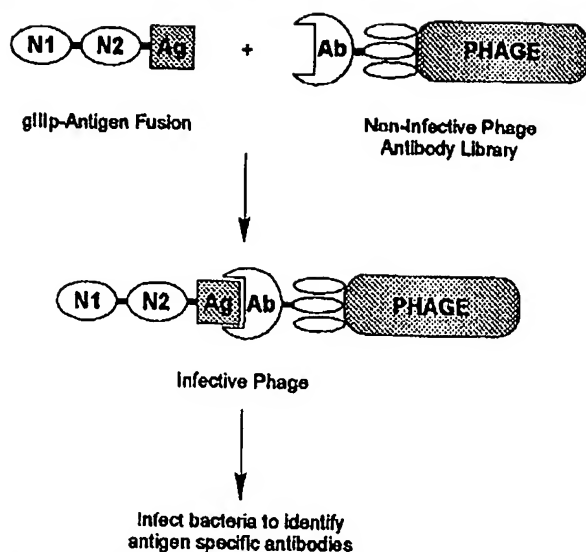 N1 N2 Ag + Ab PHAGE
gIIIp-Antigen Fusion
Non-Infective Phage
Antibody Library
N1 N2 Ag Ab PHAGE
Infective Phage
Infect bacteria to identify
antigen specific antibodies